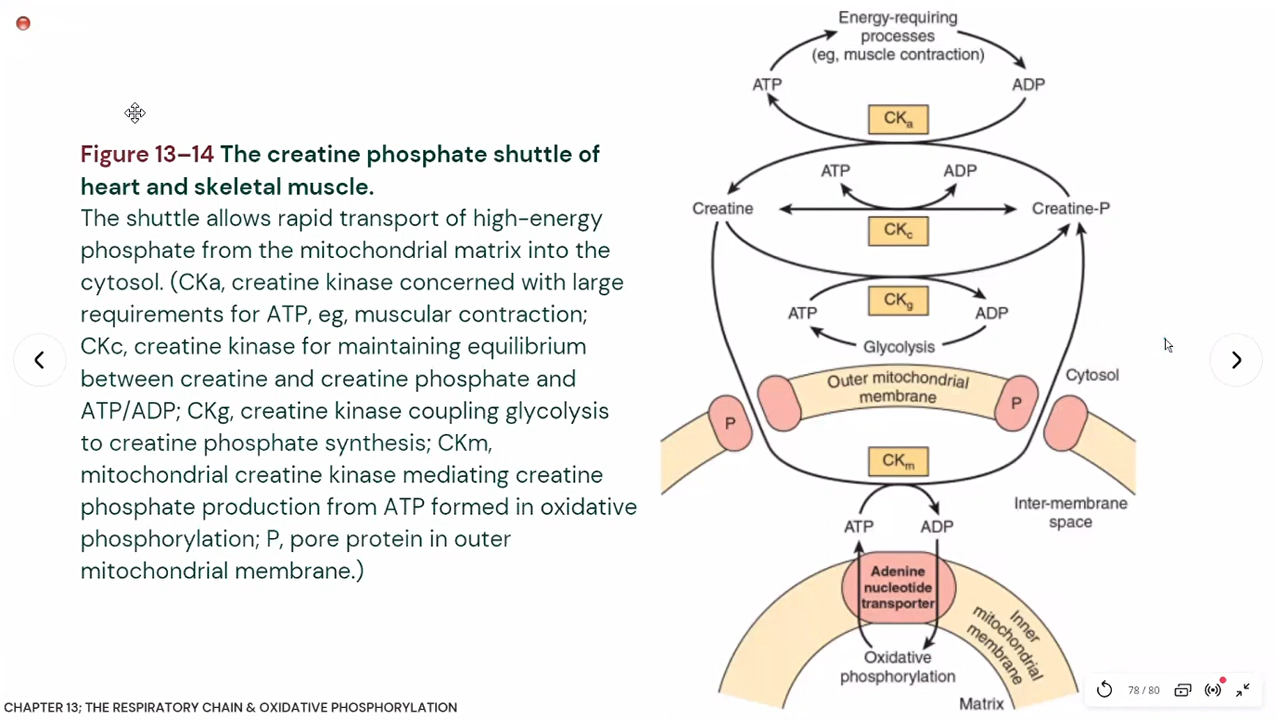 Figure 13–14 The creatine phosphate shuttle of
heart and skeletal muscle.
The shuttle allows rapid transport of high-energy
phosphate from the mitochondrial matrix into the
cytosol. (CKa, creatine kinase concerned with large
requirements for ATP, eg, muscular contraction;
CKc, creatine kinase for maintaining equilibrium
between creatine and creatine phosphate and
ATP/ADP; CKg, creatine kinase coupling glycolysis
to creatine phosphate synthesis; CKm,
mitochondrial creatine kinase mediating creatine
phosphate production from ATP formed in oxidative
phosphorylation; P, pore protein in outer
mitochondrial membrane.)
Energy-requiring
processes
(eg, muscle contraction)
ATP
ADP
CKa
ATP
ADP
Creatine
Creatine-P
CKc
CKg
ATP
ADP
Glycolysis
Outer mitochondrial
membrane
Cytosol
P
P
CKm
Inter-membrane
space
ATP
ADP
Adenine
nucleotide
transporter
Inner
mitochondrial
membrane
Oxidative
phosphorylation
Matrix
78 / 80
CHAPTER 13; THE RESPIRATORY CHAIN & OXIDATIVE PHOSPHORYLATION